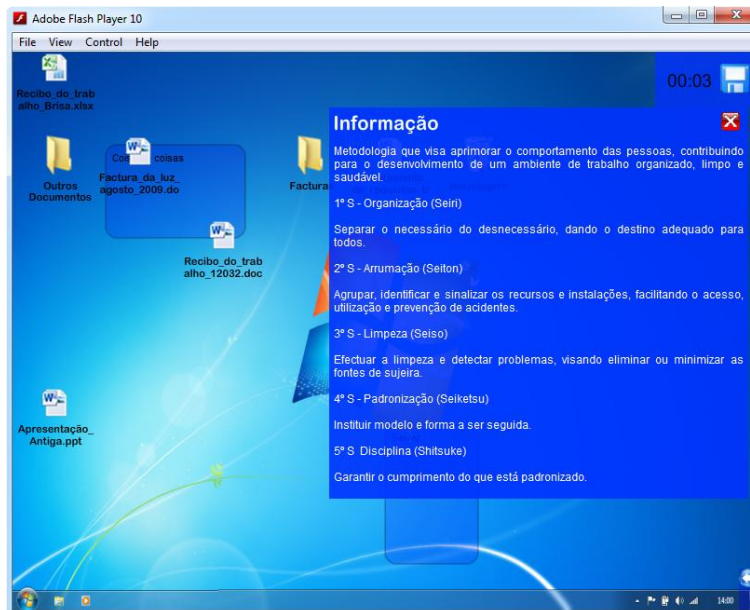 Adobe Flash Player 10
File View Control Help
Recibo_do_trab
alho_Brisa.xlsx
00:03
Outros
Documentos
coisas
Factura_da_luz_
agosto_2009.do
Factura
Recibo_do_trab
alho_12032.doc
Apresentação_
Antiga.ppt
Informação
Metodologia que visa aprimorar o comportamento das pessoas, contribuindo
para o desenvolvimento de um ambiente de trabalho organizado, limpo e
saudável.
1º S - Organização (Seiri)
Separar o necessário do desnecessário, dando o destino adequado para
todos.
2º S - Arrumação (Seiton)
Agrupar, identificar e sinalizar os recursos e instalações, facilitando o acesso,
utilização e prevenção de acidentes.
3º S - Limpeza (Seiso)
Efectuar a limpeza e detectar problemas, visando eliminar ou minimizar as
fontes de sujeira.
4º S - Padronização (Seiketsu)
Instituir modelo e forma a ser seguida.
5º S Disciplina (Shitsuke)
Garantir o cumprimento do que está padronizado.
14:00